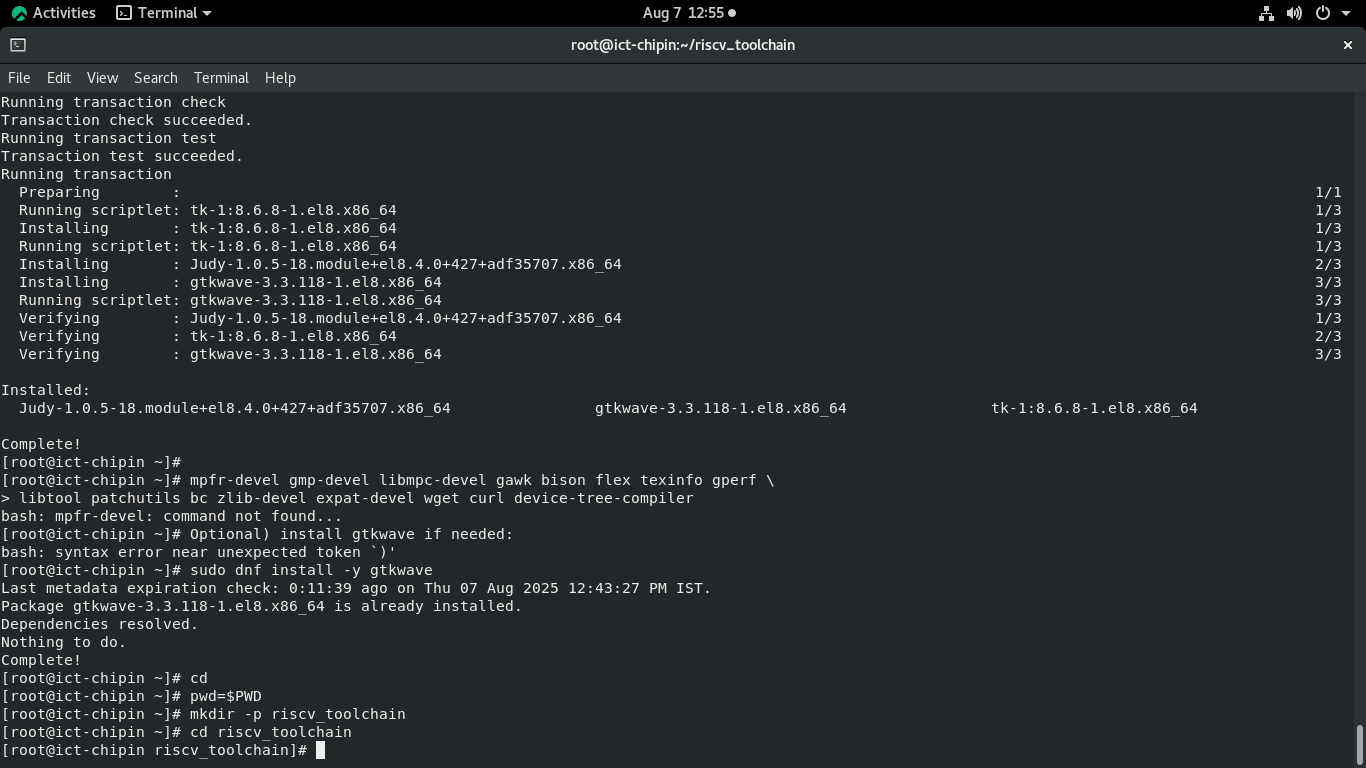 Activities Terminal Aug 7 12:55
root@ict-chipin:~/riscv_toolchain
File Edit View Search Terminal Help
Running transaction check
Transaction check succeeded.
Running transaction test
Transaction test succeeded.
Running transaction
  Preparing        :                                                                                                                              1/1
  Running scriptlet: tk-1:8.6.8-1.el8.x86_64                                                                                                      1/3
  Installing       : tk-1:8.6.8-1.el8.x86_64                                                                                                      1/3
  Running scriptlet: tk-1:8.6.8-1.el8.x86_64                                                                                                      1/3
  Installing       : Judy-1.0.5-18.module+el8.4.0+427+adf35707.x86_64                                                                             2/3
  Installing       : gtkwave-3.3.118-1.el8.x86_64                                                                                                 3/3
  Running scriptlet: gtkwave-3.3.118-1.el8.x86_64                                                                                                 3/3
  Verifying        : Judy-1.0.5-18.module+el8.4.0+427+adf35707.x86_64                                                                             1/3
  Verifying        : tk-1:8.6.8-1.el8.x86_64                                                                                                      2/3
  Verifying        : gtkwave-3.3.118-1.el8.x86_64                                                                                                 3/3
Installed:
  Judy-1.0.5-18.module+el8.4.0+427+adf35707.x86_64                gtkwave-3.3.118-1.el8.x86_64                tk-1:8.6.8-1.el8.x86_64
Complete!
[root@ict-chipin ~]#
[root@ict-chipin ~]# mpfr-devel gmp-devel libmpc-devel gawk bison flex texinfo gperf \
> libtool patchutils bc zlib-devel expat-devel wget curl device-tree-compiler
bash: mpfr-devel: command not found...
[root@ict-chipin ~]# Optional) install gtkwave if needed:
bash: syntax error near unexpected token `)'
[root@ict-chipin ~]# sudo dnf install -y gtkwave
Last metadata expiration check: 0:11:39 ago on Thu 07 Aug 2025 12:43:27 PM IST.
Package gtkwave-3.3.118-1.el8.x86_64 is already installed.
Dependencies resolved.
Nothing to do.
Complete!
[root@ict-chipin ~]# cd
[root@ict-chipin ~]# pwd=$PWD
[root@ict-chipin ~]# mkdir -p riscv_toolchain
[root@ict-chipin ~]# cd riscv_toolchain
[root@ict-chipin riscv_toolchain]#